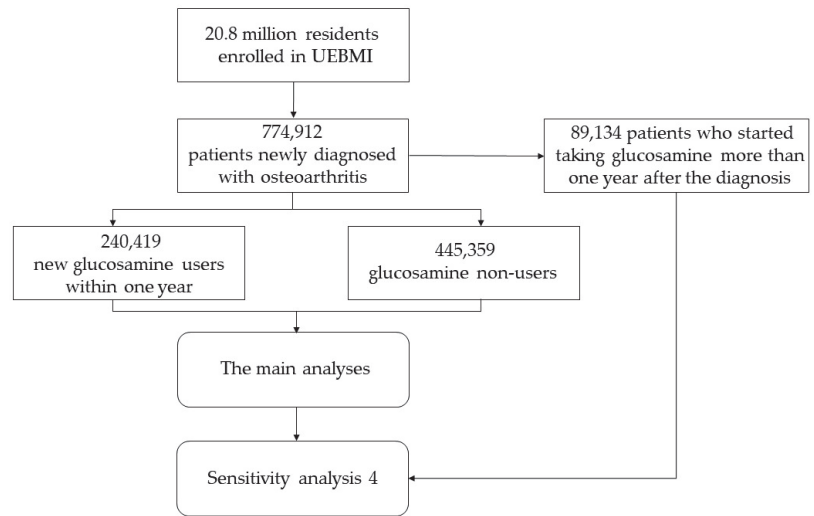 20.8 million residents
enrolled in UEBMI
774,912
patients newly diagnosed
with osteoarthritis
89,134 patients who started
taking glucosamine more than
one year after the diagnosis
240,419
new glucosamine users
within one year
445,359
glucosamine non-users
The main analyses
Sensitivity analysis 4